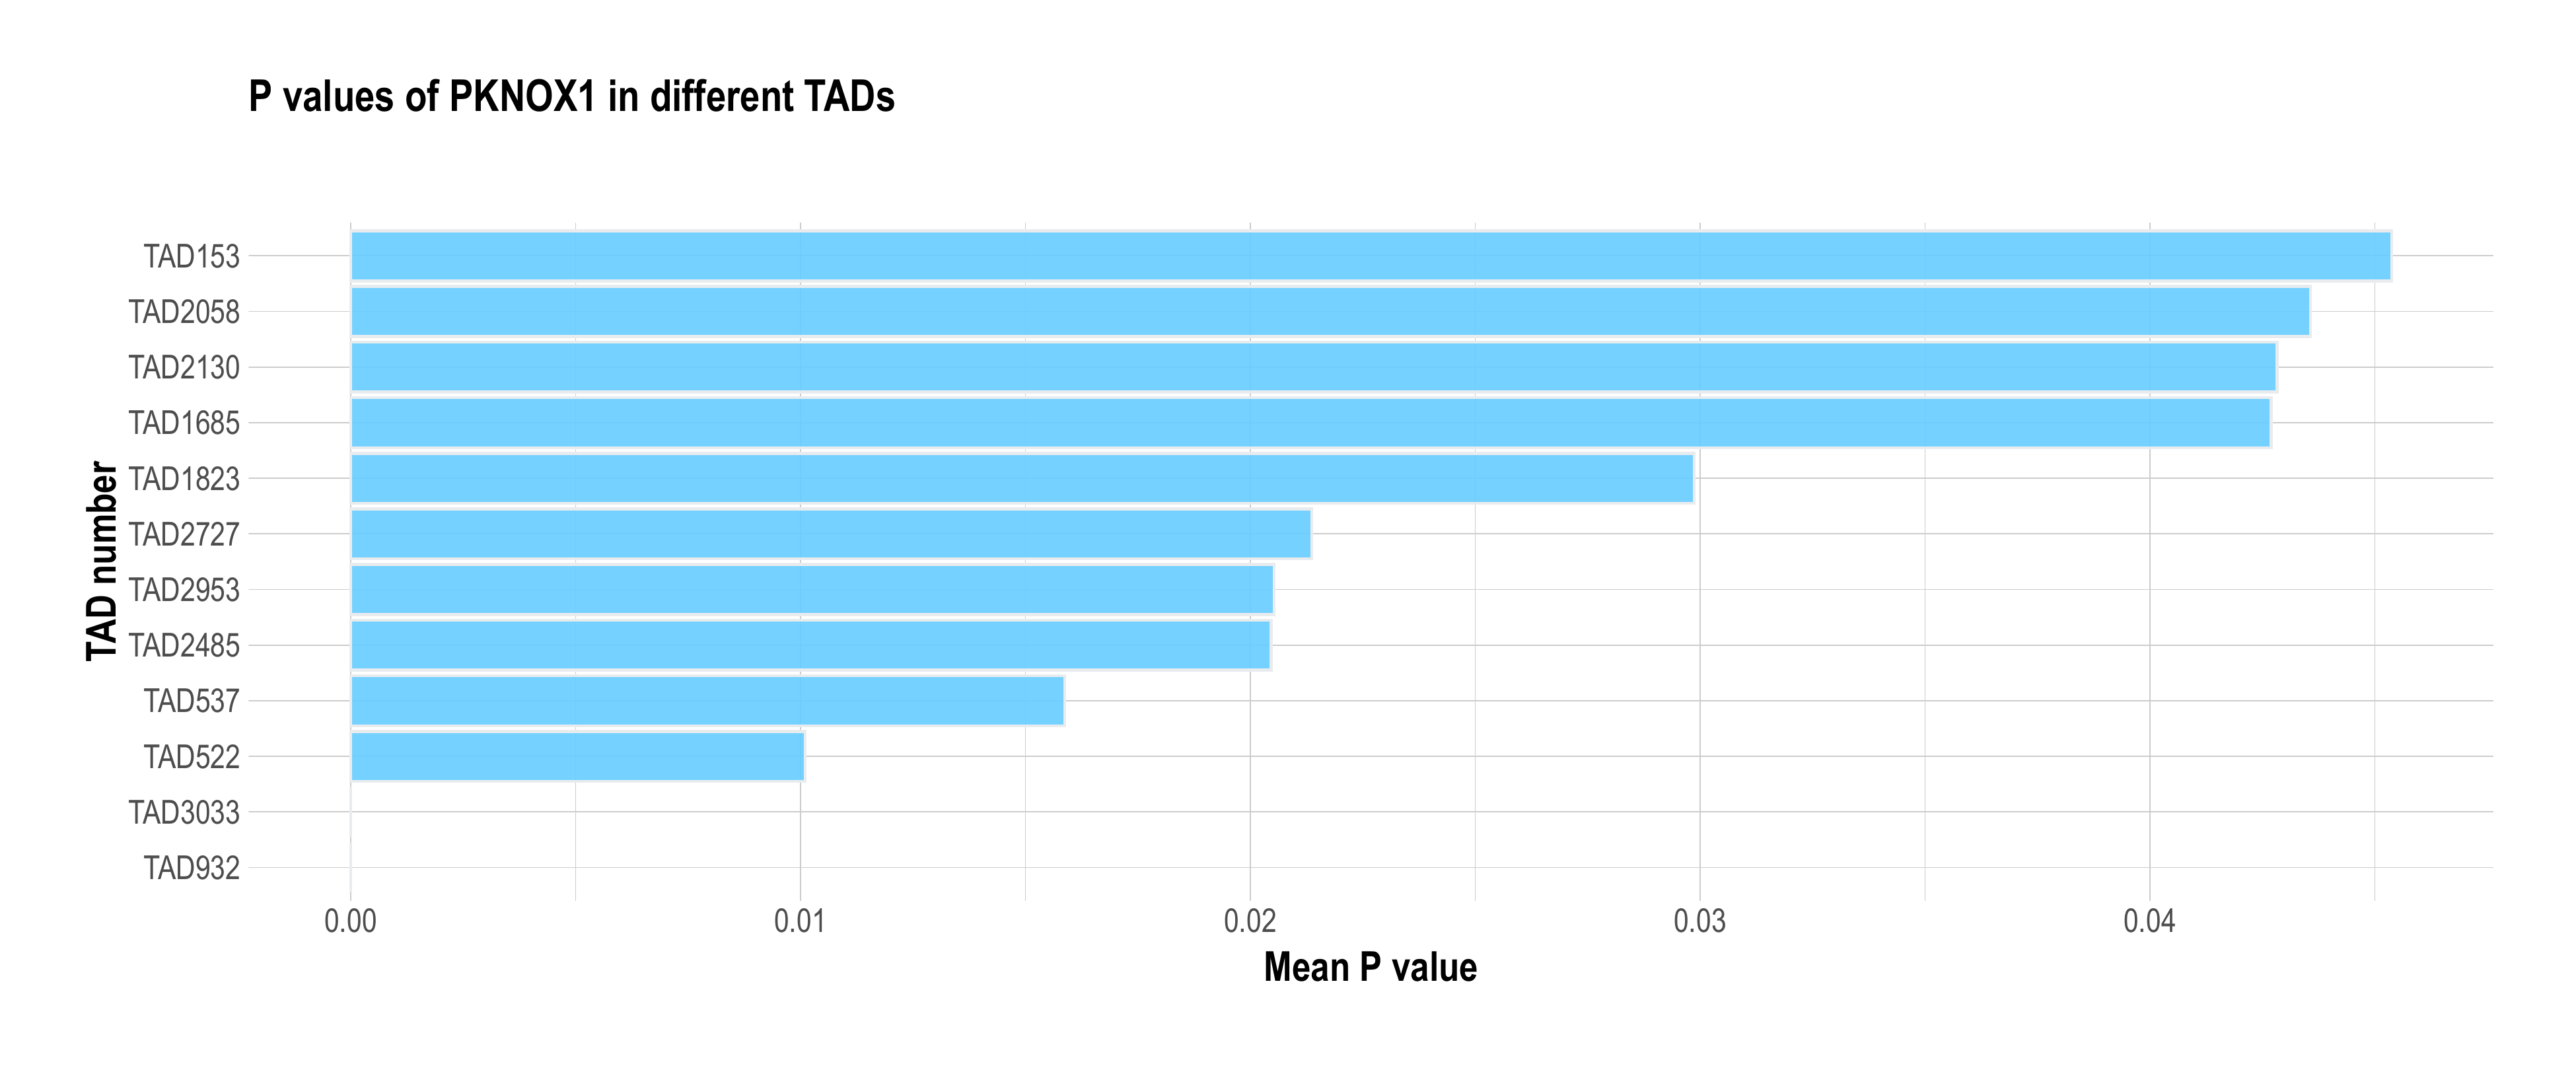 P values of PKNOX1 in different TADs
TAD153
TAD2058
TAD2130
TAD1685
TAD1823
TAD2727
TAD2953
TAD2485
TAD537
TAD522
TAD3033
TAD932
TAD number
0.00 0.01 0.02 0.03 0.04
Mean P value